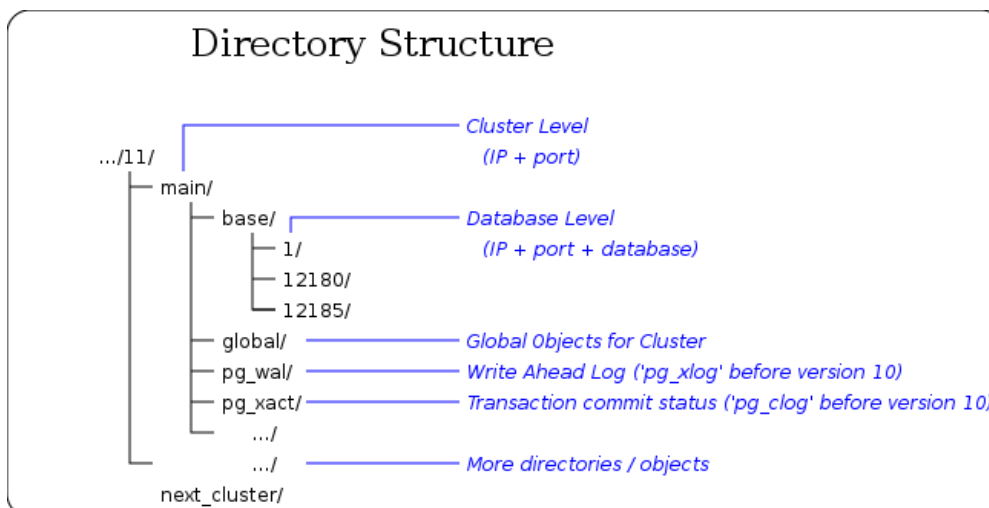 Directory Structure
Cluster Level
.../11/ (IP + port)
main/
base/ Database Level
1/ (IP + port + database)
12180/
12185/
global/ Global Objects for Cluster
pg_wal/ Write Ahead Log ('pg_xlog' before version 10)
pg_xact/ Transaction commit status ('pg_clog' before version 10)
.../
.../ More directories / objects
next_cluster/